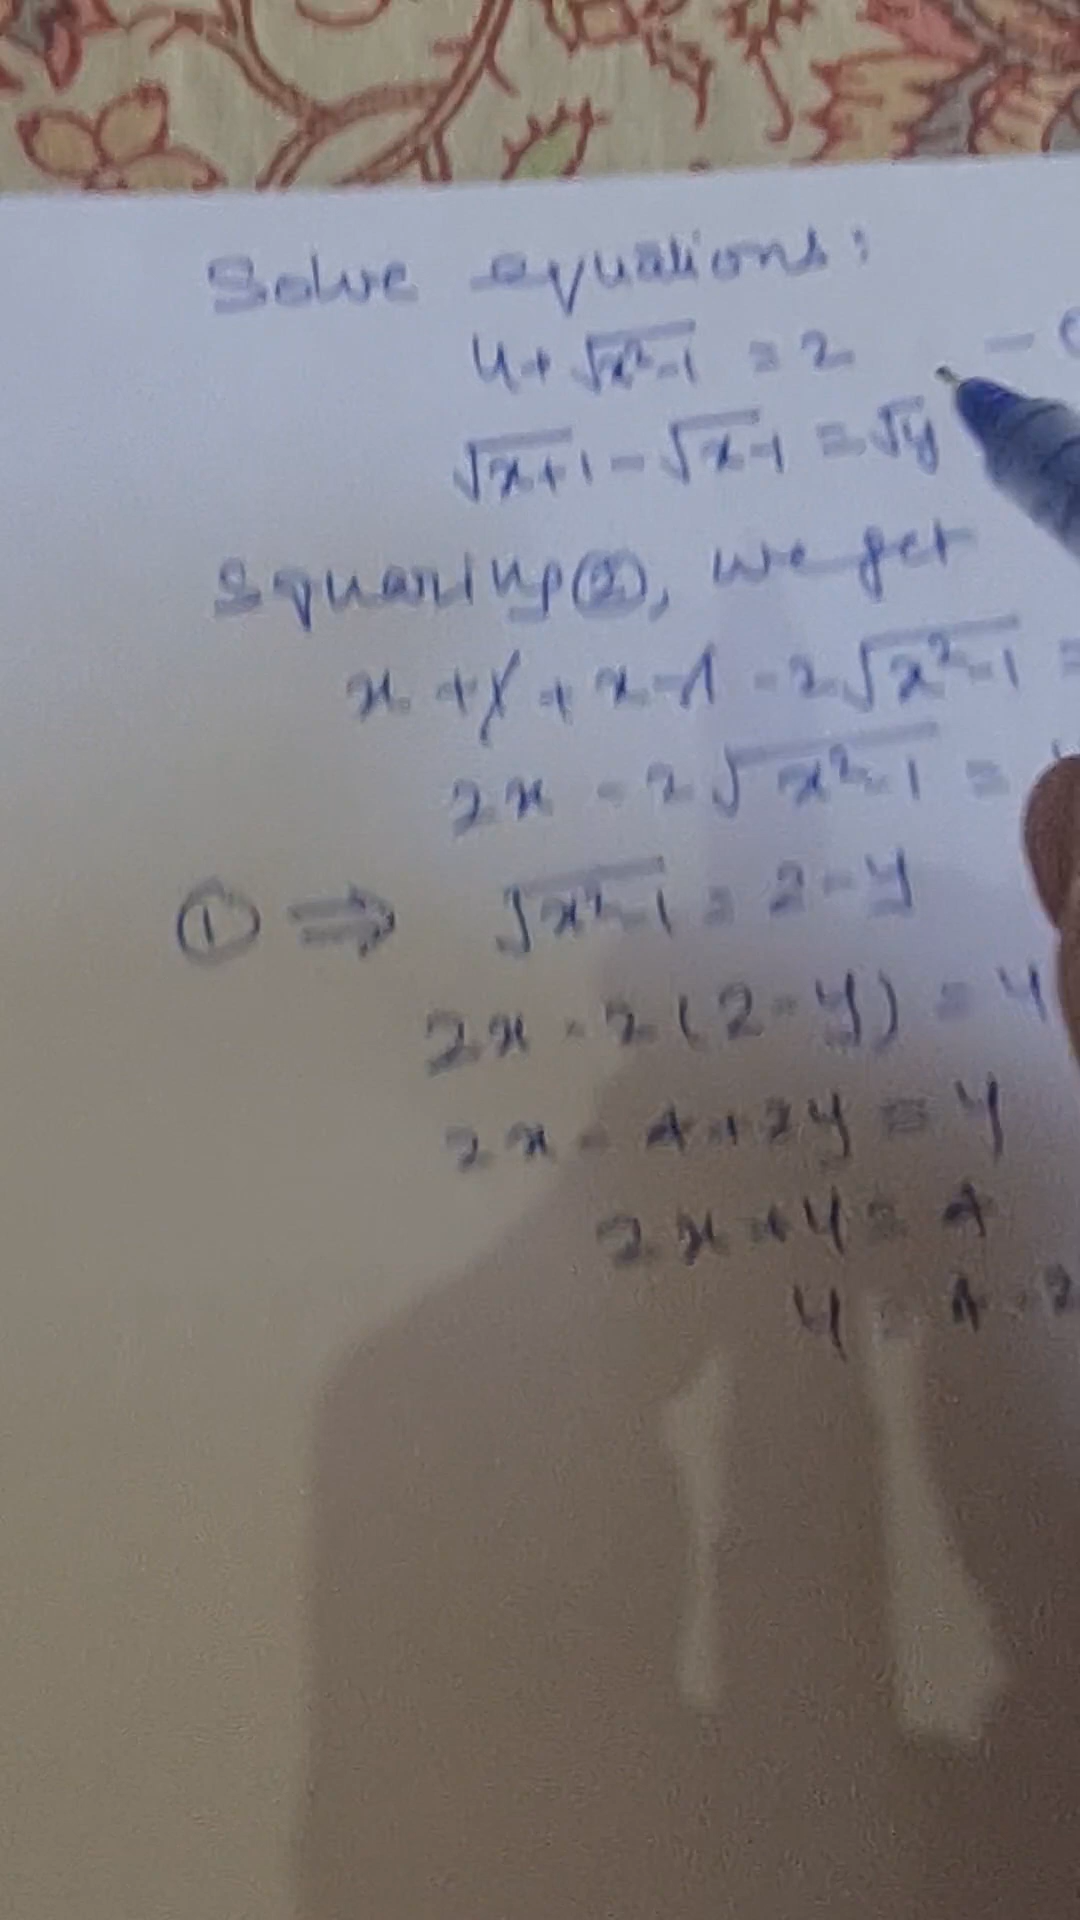 Solve equations:
y + √(x²-1) = 2 —
√(x+1) - √(x-1) = √y
Squaring (2), we get
x + 1 + x - 1 - 2√(x²-1) =
2x - 2√(x²-1) =
① ⇒ √(x²-1) = 2 - y
2x - 2(2 - y) = y
2x - 4 + 2y = y
2x + y = 4
y = 4 - 2